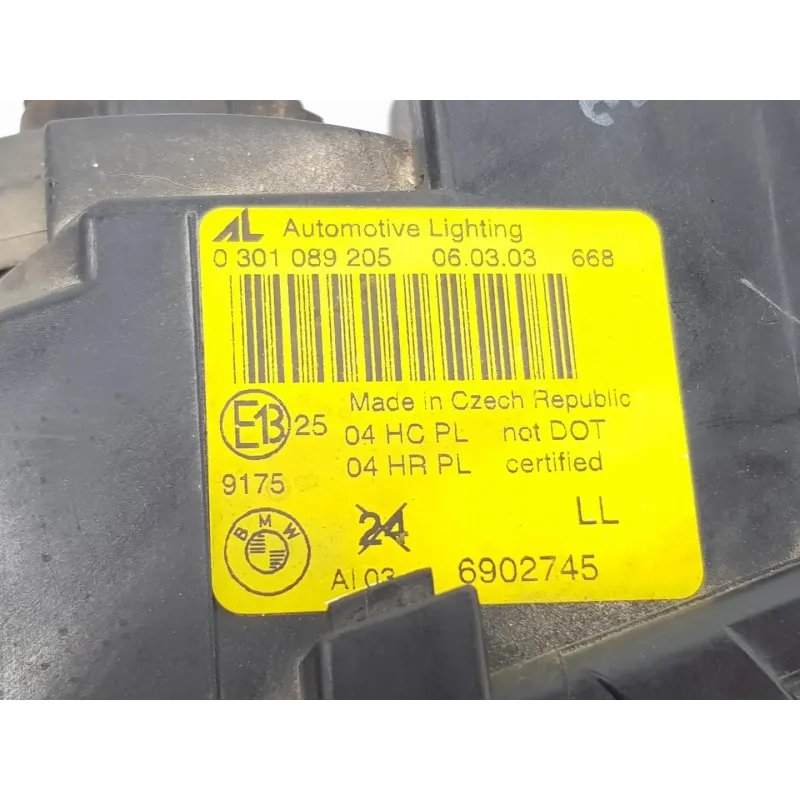 AL Automotive Lighting
0 301 089 205 06.03.03 668
Made in Czech Republic
E13 25 04 HC PL not DOT
9175 04 HR PL certified
BMW 24 LL
AI 03 6902745